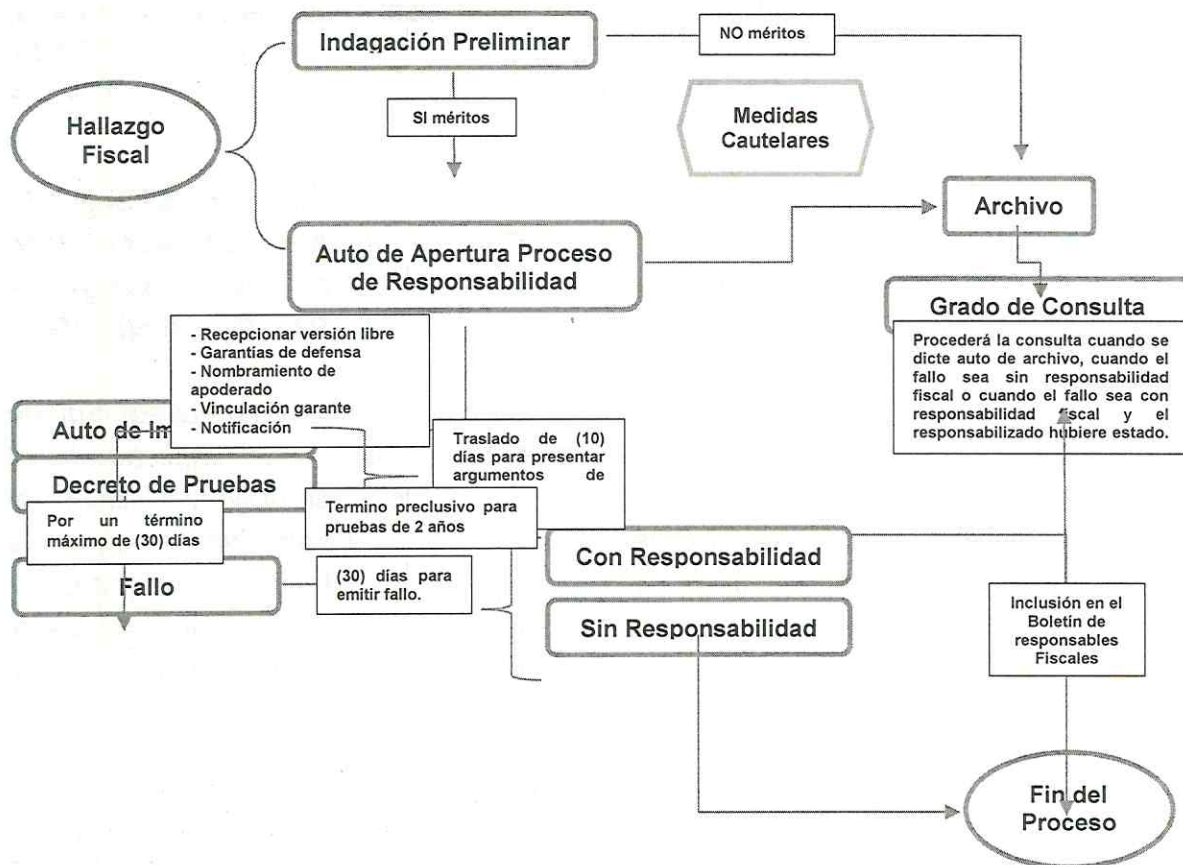 Indagación Preliminar
NO méritos
Hallazgo
Fiscal
SI méritos
Medidas
Cautelares
Archivo
Auto de Apertura Proceso
de Responsabilidad
Grado de Consulta
Procederá la consulta cuando se
dicte auto de archivo, cuando el
fallo sea sin responsabilidad
fiscal o cuando el fallo sea con
responsabilidad fiscal y el
responsabilizado hubiere estado.
- Recepcionar versión libre
- Garantías de defensa
- Nombramiento de
apoderado
- Vinculación garante
- Notificación
Auto de
Traslado de (10)
días para presentar
argumentos de
Decreto de Pruebas
Termino preclusivo para
pruebas de 2 años
Por un término
máximo de (30) días
Con Responsabilidad
Fallo
(30) días para
emitir fallo.
Sin Responsabilidad
Inclusión en el
Boletín de
responsables
Fiscales
Fin del
Proceso